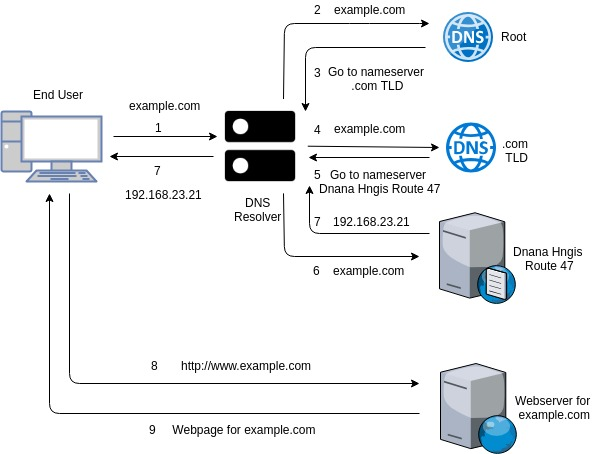 2 example.com
DNS
Root
3 Go to nameserver
.com TLD
End User
example.com
1
4 example.com
DNS
.com
TLD
7
192.168.23.21
5 Go to nameserver
Dnana Hngis Route 47
DNS
Resolver
7 192.168.23.21
Dnana Hngis
Route 47
6 example.com
8 http://www.example.com
Webserver for
example.com
9 Webpage for example.com